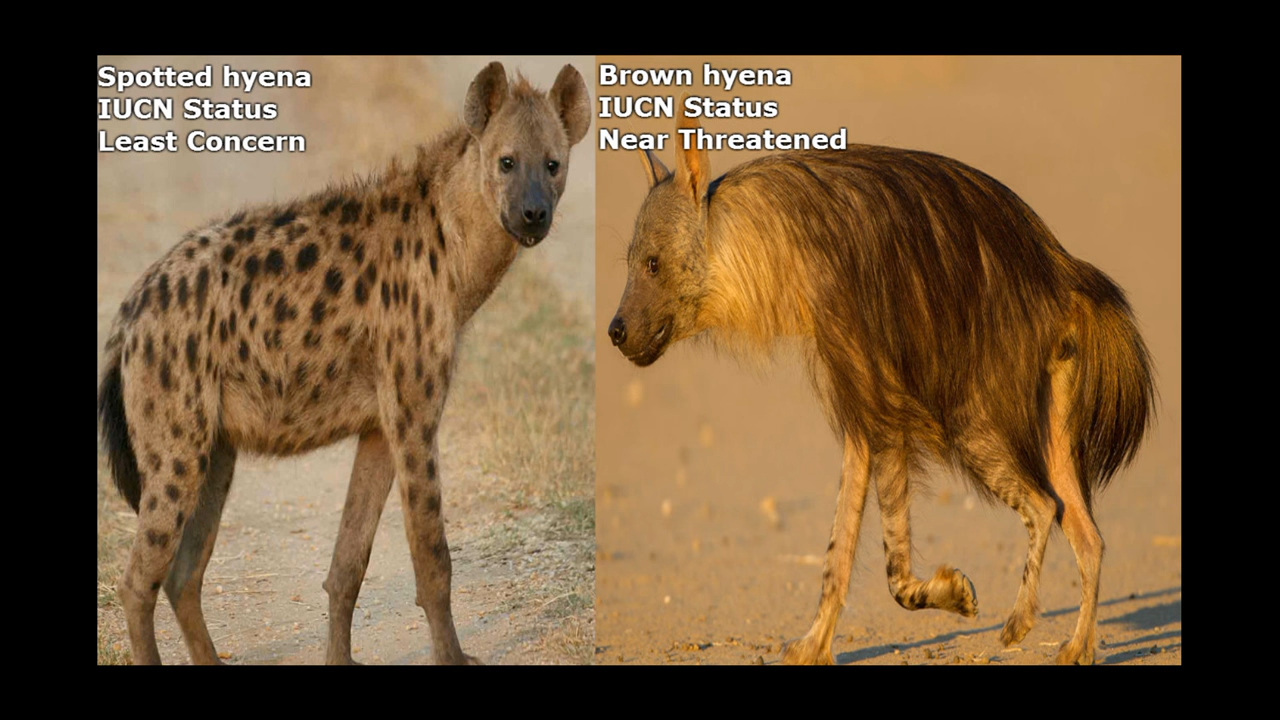 Spotted hyena
IUCN Status
Least Concern
Brown hyena
IUCN Status
Near Threatened